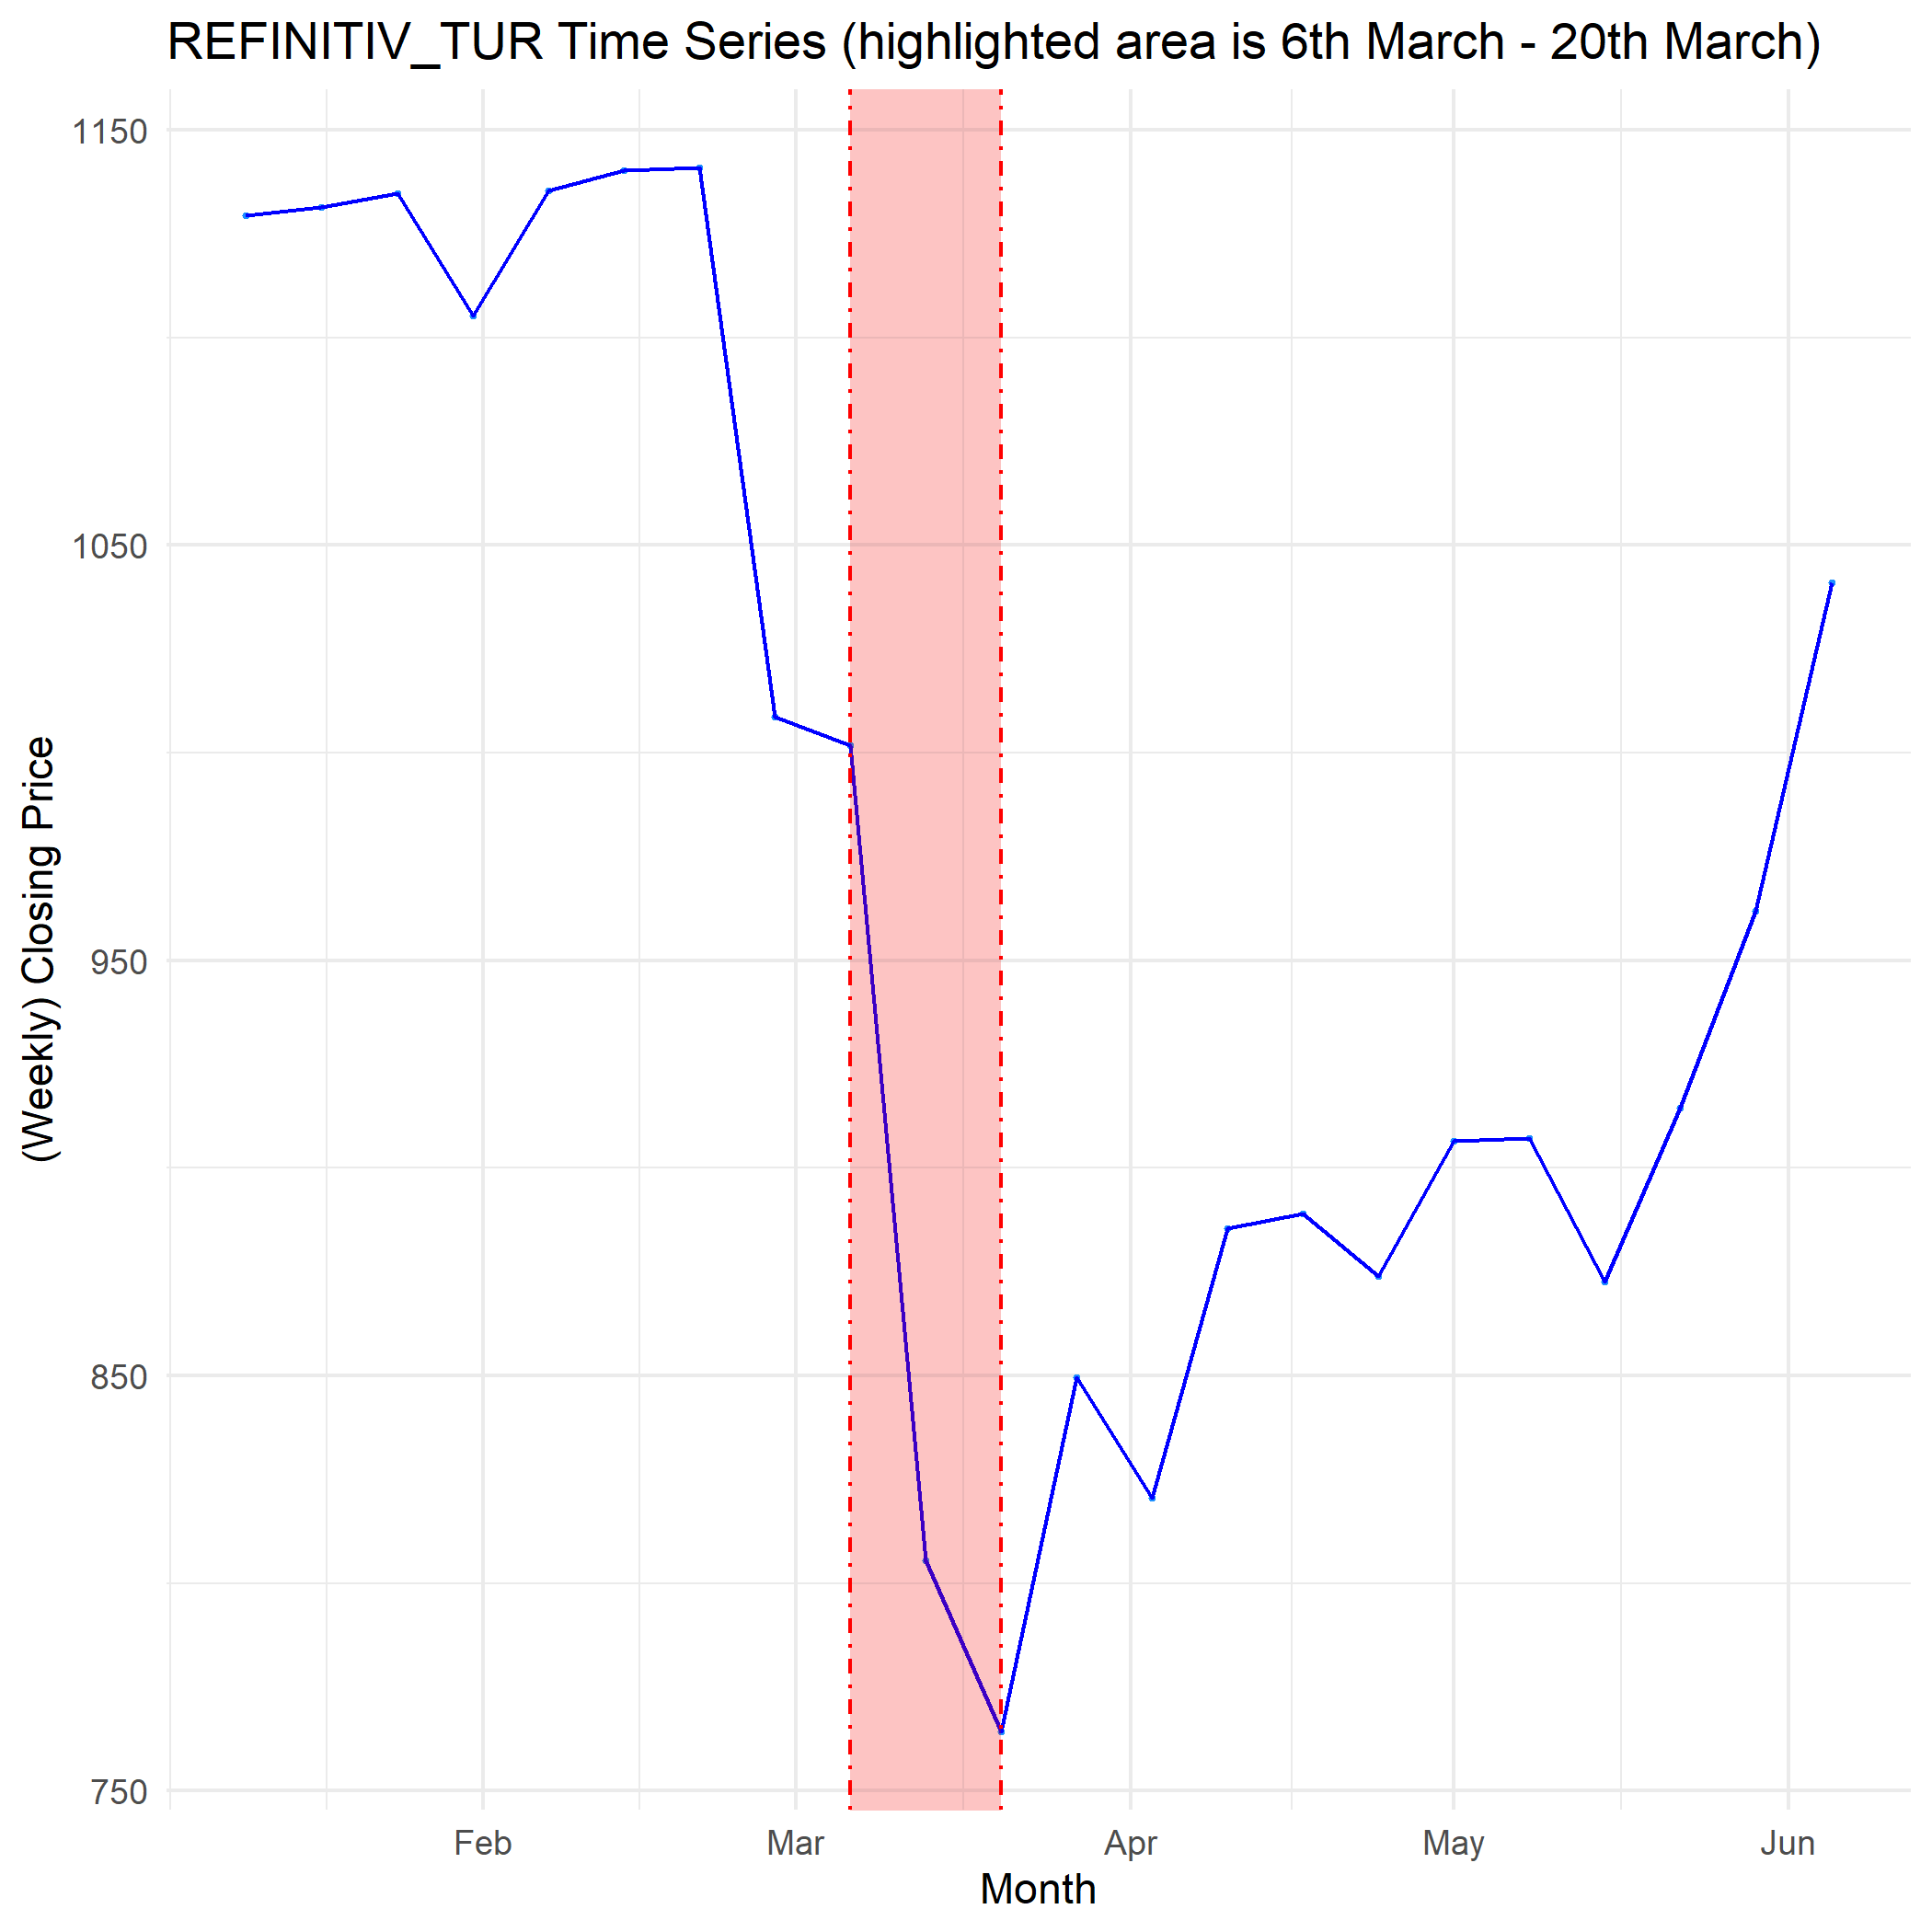 REFINITIV_TUR Time Series (highlighted area is 6th March - 20th March)
(Weekly) Closing Price
1150
1050
950
850
750
Feb
Mar
Apr
May
Jun
Month